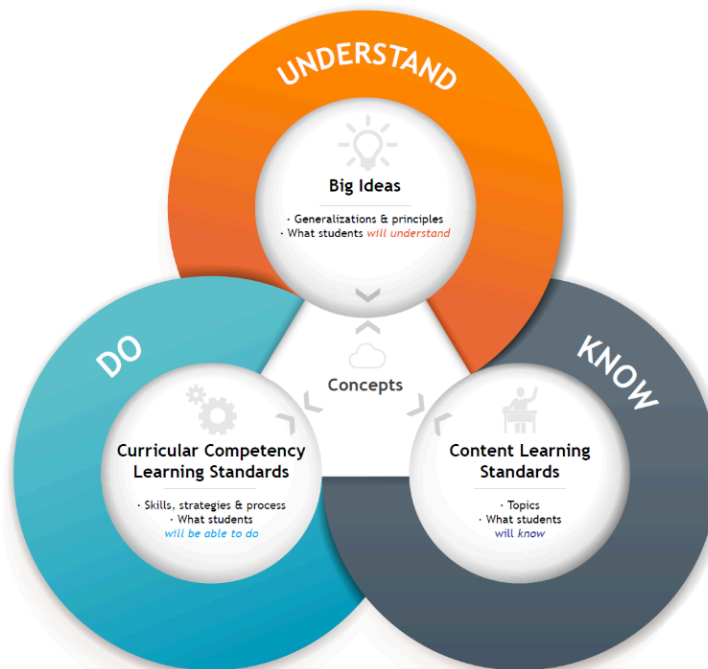 UNDERSTAND
Big Ideas
· Generalizations & principles
· What students will understand
DO
KNOW
Concepts
Curricular Competency
Learning Standards
· Skills, strategies & process
· What students
will be able to do
Content Learning
Standards
· Topics
· What students
will know